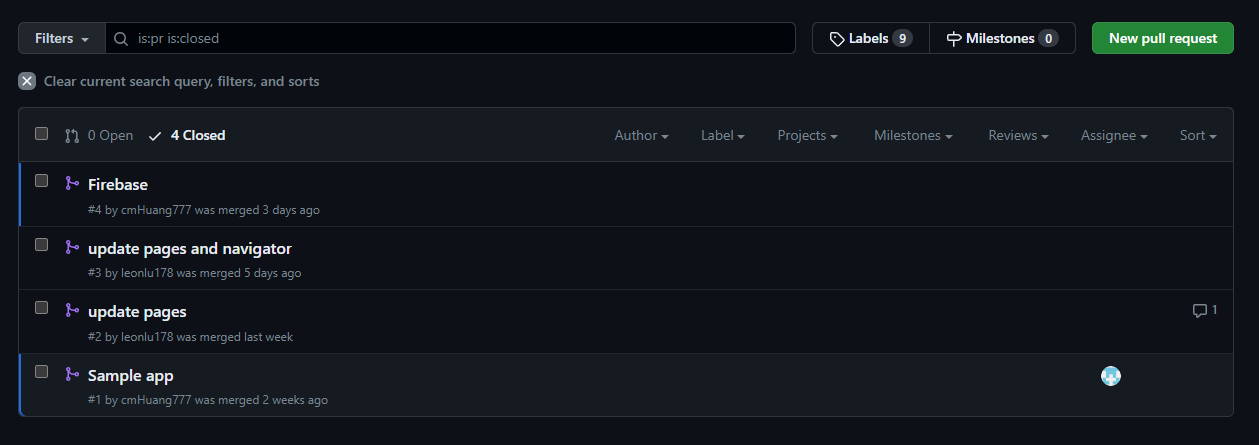 Filters is:pr is:closed Labels 9 Milestones 0 New pull request
Clear current search query, filters, and sorts
0 Open 4 Closed Author Label Projects Milestones Reviews Assignee Sort
Firebase
#4 by cmHuang777 was merged 3 days ago
update pages and navigator
#3 by leonlu178 was merged 5 days ago
update pages 1
#2 by leonlu178 was merged last week
Sample app
#1 by cmHuang777 was merged 2 weeks ago